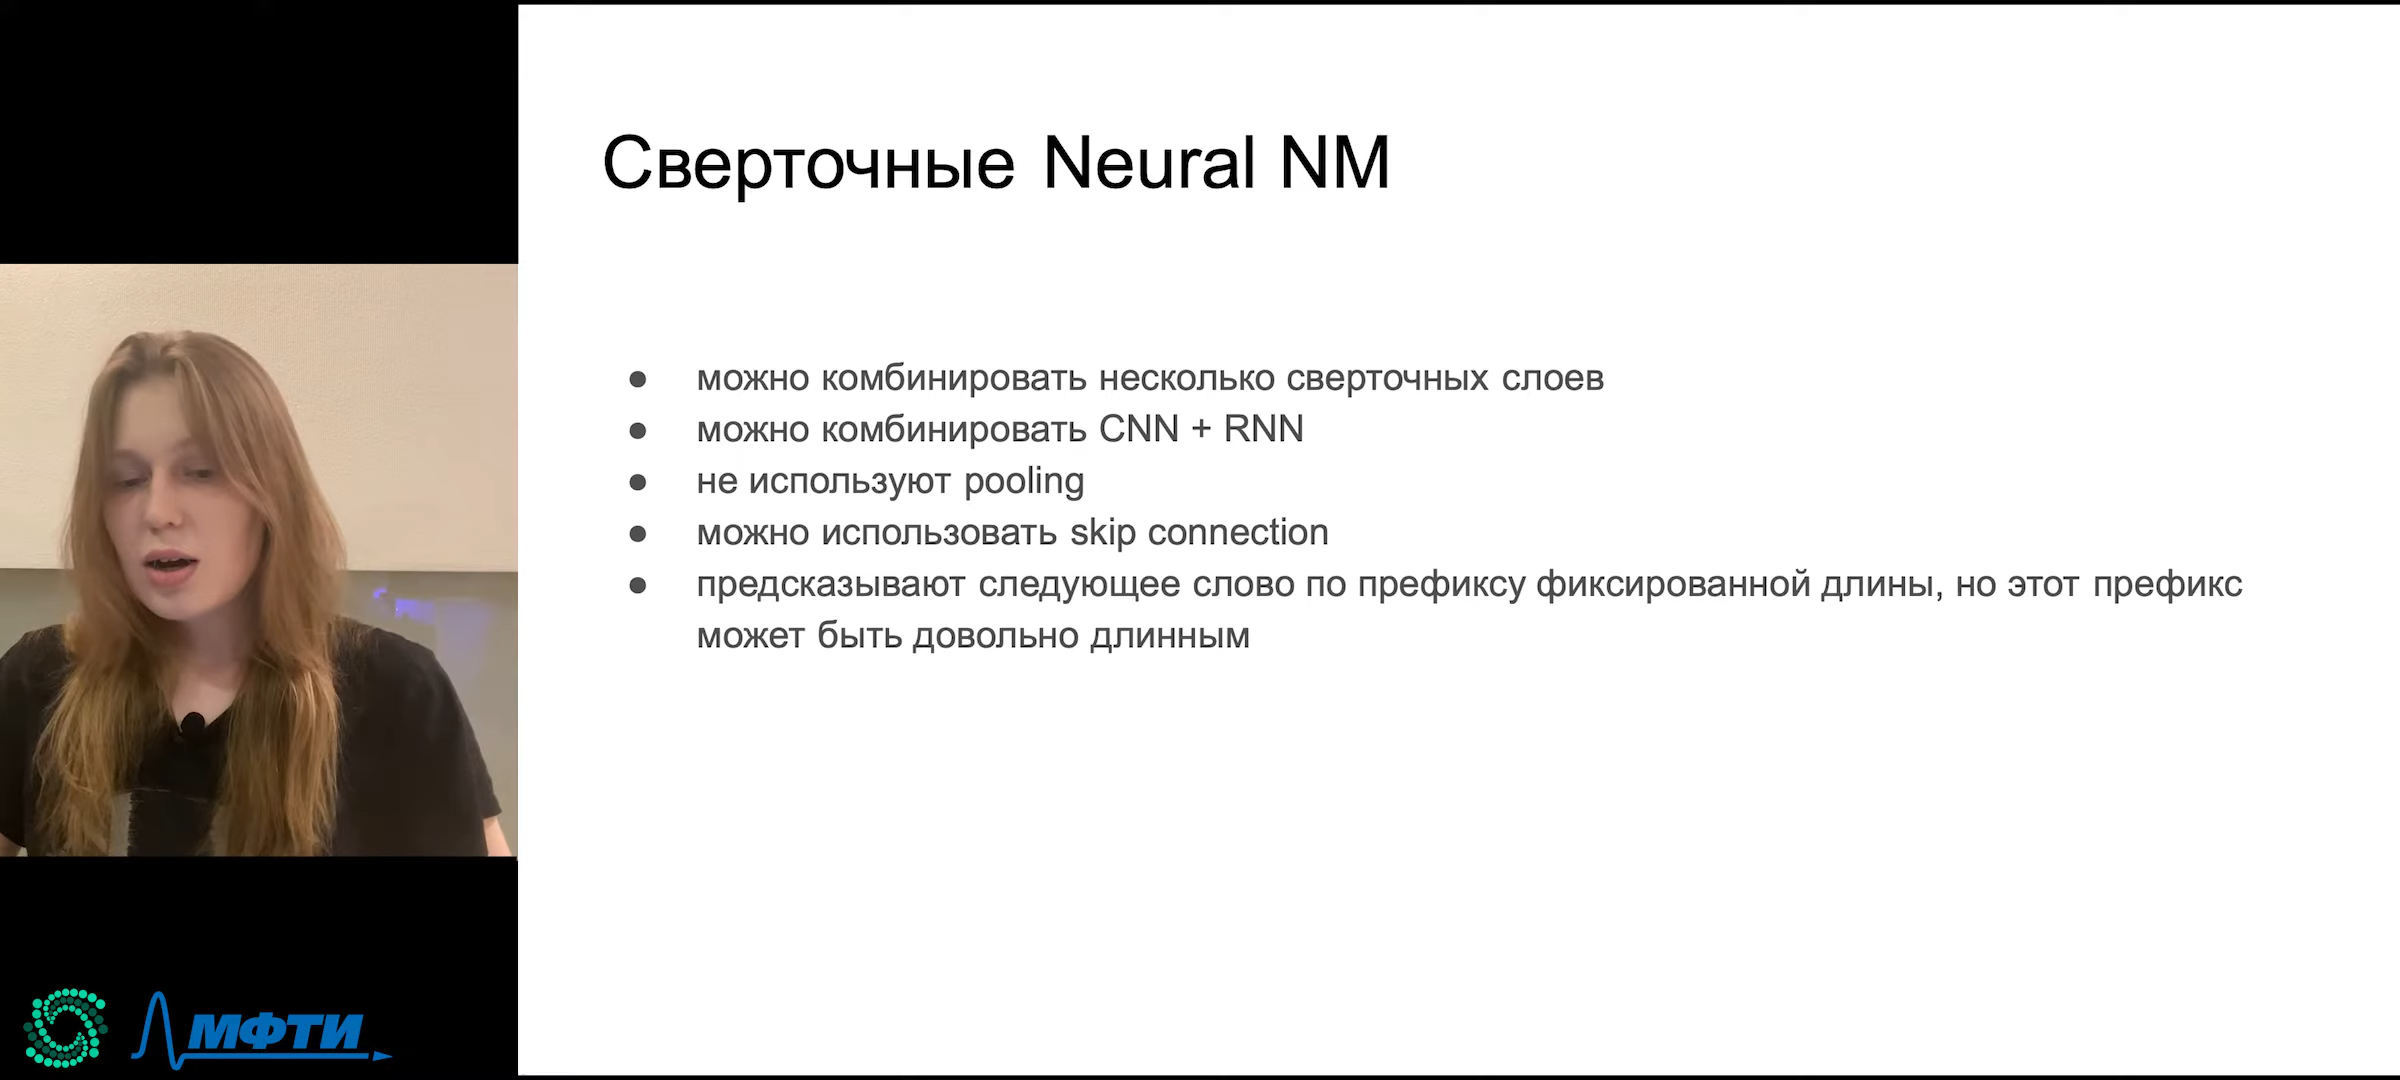 Сверточные Neural NM
● можно комбинировать несколько сверточных слоев
● можно комбинировать CNN + RNN
● не используют pooling
● можно использовать skip connection
● предсказывают следующее слово по префиксу фиксированной длины, но этот префикс
может быть довольно длинным
МФТИ